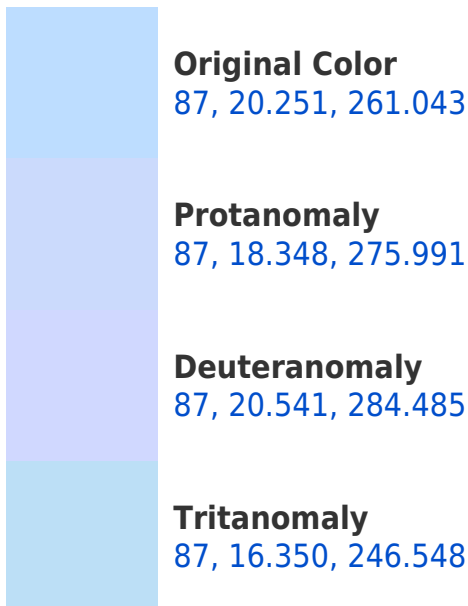 Original Color
87, 20.251, 261.043
Protanomaly
87, 18.348, 275.991
Deuteranomaly
87, 20.541, 284.485
Tritanomaly
87, 16.350, 246.548